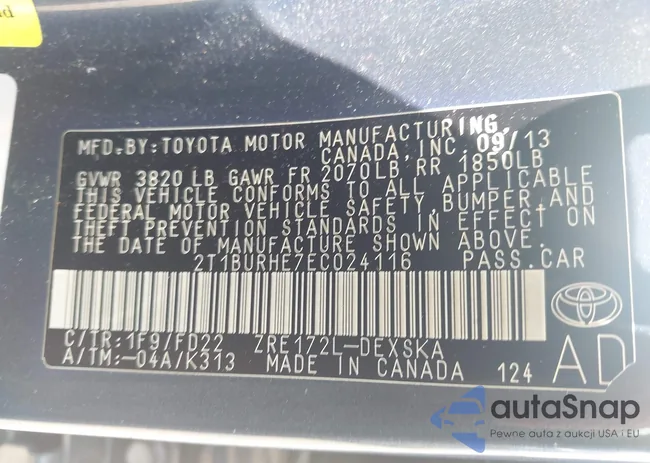 MFD.BY:TOYOTA MOTOR MANUFACTURING,
CANADA, INC. 09/13
GVWR 3820 LB GAWR FR 2070LB RR 1850LB
THIS VEHICLE CONFORMS TO ALL APPLICABLE
FEDERAL MOTOR VEHICLE SAFETY, BUMPER, AND
THEFT PREVENTION STANDARDS IN EFFECT ON
THE DATE OF MANUFACTURE SHOWN ABOVE.
2T1BURHE7EC024116 PASS.CAR
C/TR:1F9/FD22 ZRE172L-DEXSKA
A/TM:-04A/K313 MADE IN CANADA 124
AD
autaSnap
Pewne auta z aukcji USA i EU